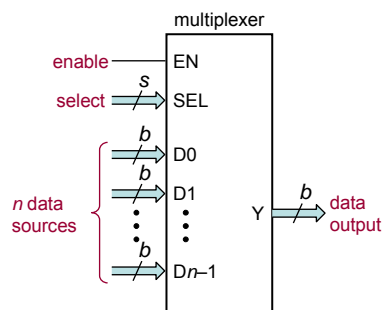 multiplexer
enable EN
s
select SEL
b
D0
b
D1
n data
sources
b
Dn–1
Y
b
data
output